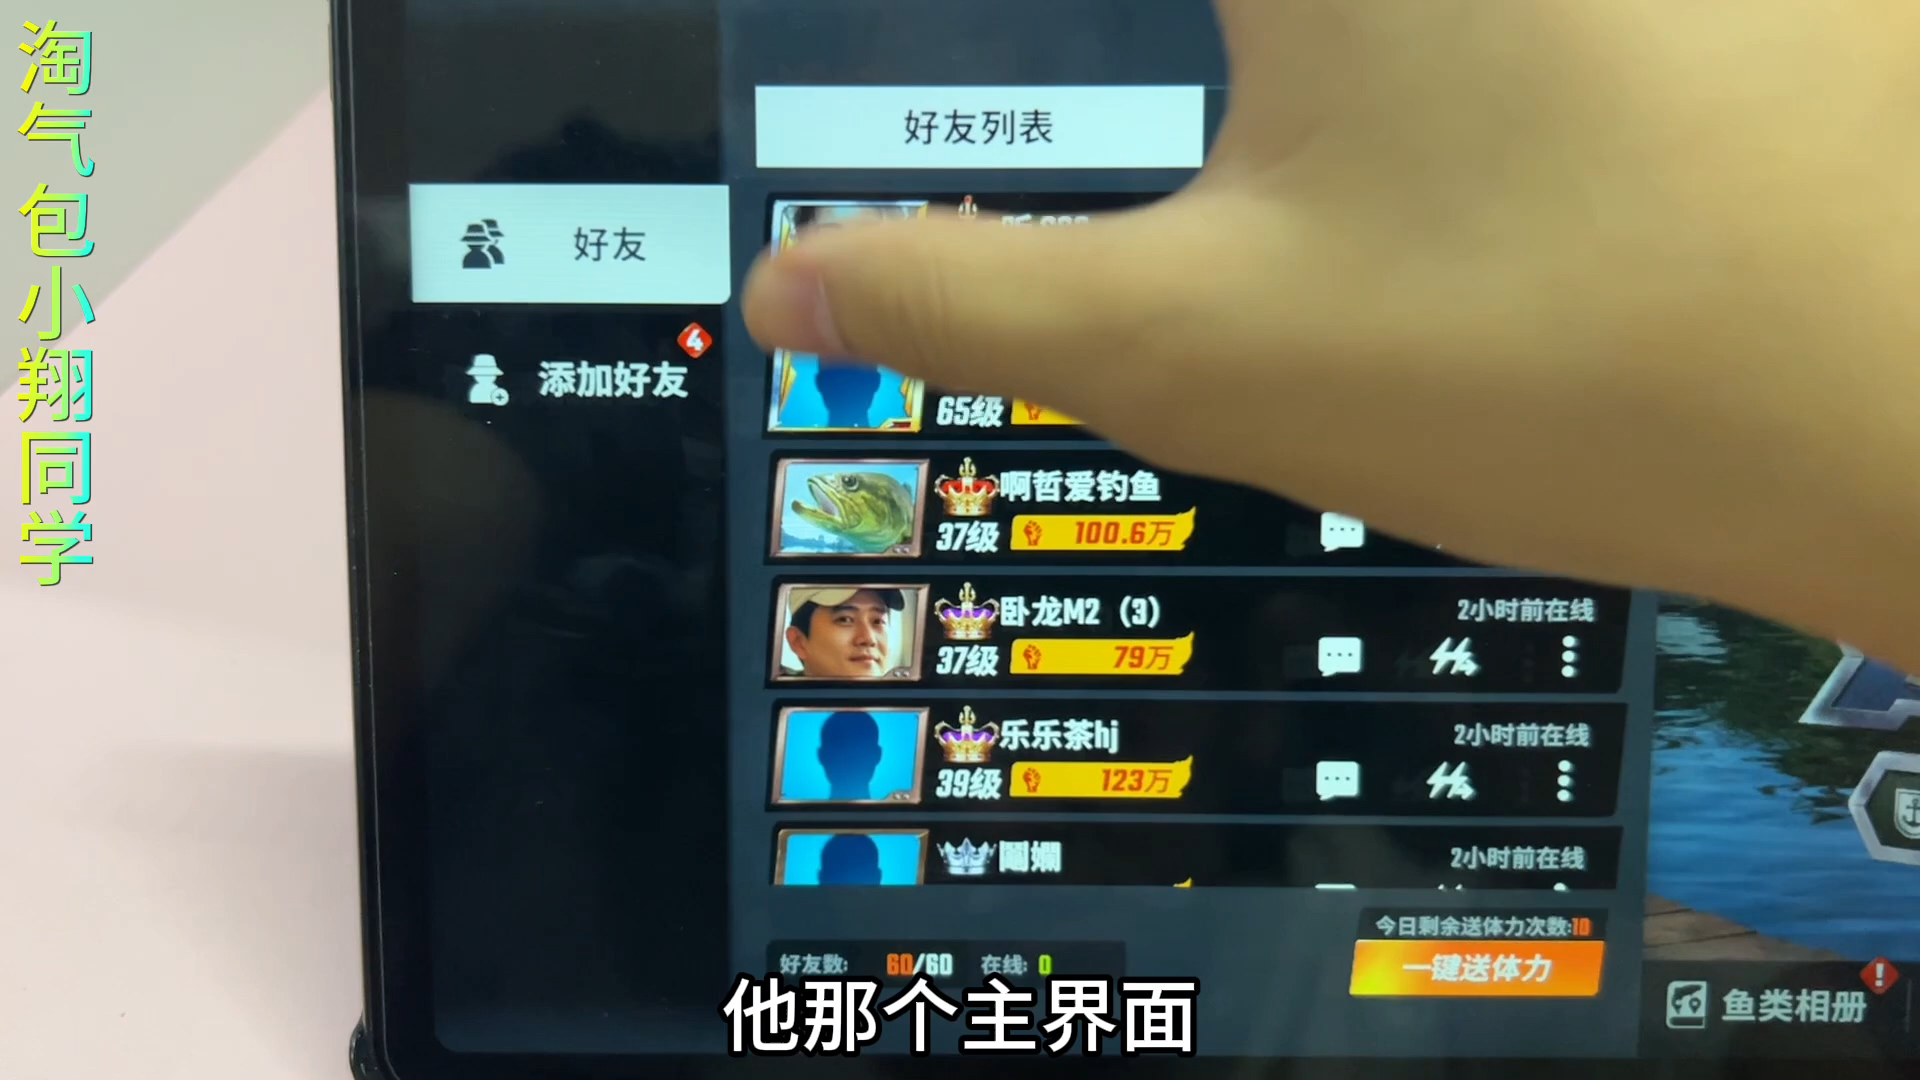 淘气包小翔同学
好友列表
好友
4
添加好友
65级
啊哲爱钓鱼
37级
100.6万
卧龙M2（3）
2小时前在线
37级
79万
乐乐茶hj
2小时前在线
39级
123万
2小时前在线
今日剩余送体力次数:10
好友数: 60/60 在线: 0
一键送体力
鱼类相册
他那个主界面